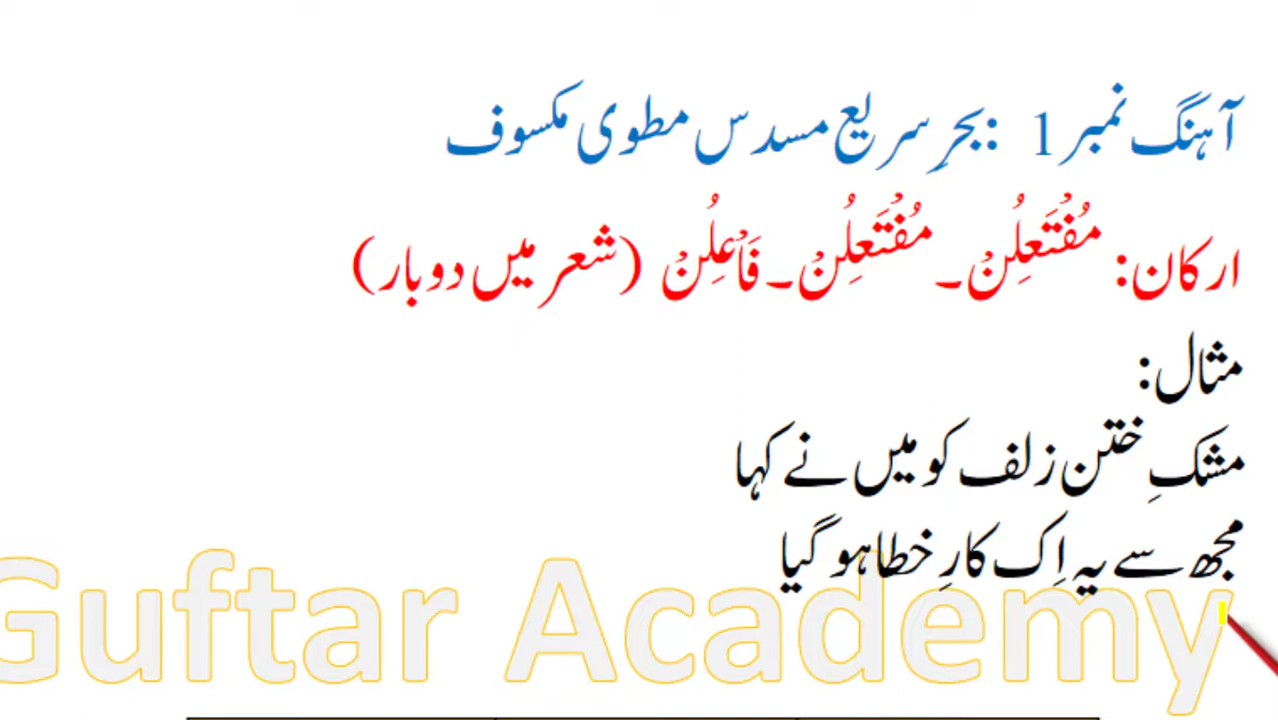 آہنگ نمبر 1 : بحرِ سریع مسدس مطوی مکسوف
ارکان: مُفْتَعِلُنْ۔ مُفْتَعِلُنْ۔ فَاْعِلُنْ (شعر میں دو بار)
مثال:
مشکِ ختن زلف کو میں نے کہا
مجھ سے یہ اِک کارِ خطا ہو گیا
Guftar Academy